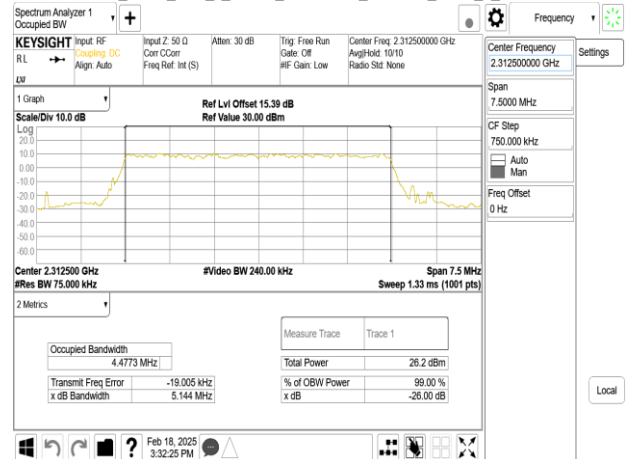 Spectrum Analyzer 1
Occupied BW
+
Frequency
KEYSIGHT
Input: RF
Input Z: 50 Ω
Atten: 30 dB
Trig: Free Run
Center Freq: 2.312500000 GHz
RL
Coupling: DC
Corr CCorr
Gate: Off
Avg|Hold: 10/10
Align: Auto
Freq Ref: Int (S)
#IF Gain: Low
Radio Std: None
LXI
Center Frequency
2.312500000 GHz
Settings
Span
7.5000 MHz
CF Step
750.000 kHz
Auto
Man
Freq Offset
0 Hz
Local
1 Graph
Ref Lvl Offset 15.39 dB
Scale/Div 10.0 dB
Ref Value 30.00 dBm
Log
20.0
10.0
0.00
-10.0
-20.0
-30.0
-40.0
-50.0
-60.0
Center 2.312500 GHz
#Video BW 240.00 kHz
Span 7.5 MHz
#Res BW 75.000 kHz
Sweep 1.33 ms (1001 pts)
2 Metrics
Measure Trace
Trace 1
Occupied Bandwidth
4.4773 MHz
Total Power
26.2 dBm
Transmit Freq Error
-19.005 kHz
% of OBW Power
99.00 %
x dB Bandwidth
5.144 MHz
x dB
-26.00 dB
?
Feb 18, 2025
3:32:25 PM